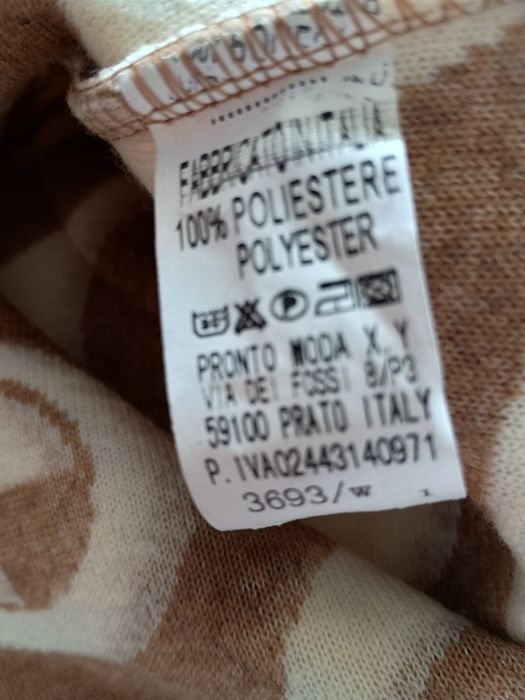 FABBRICATO IN ITALIA
100% POLIESTERE
POLYESTER
PRONTO MODA X.Y
VIA DEI FOSSI 8/P3
59100 PRATO ITALY
P.IVA02443140971
3693/W